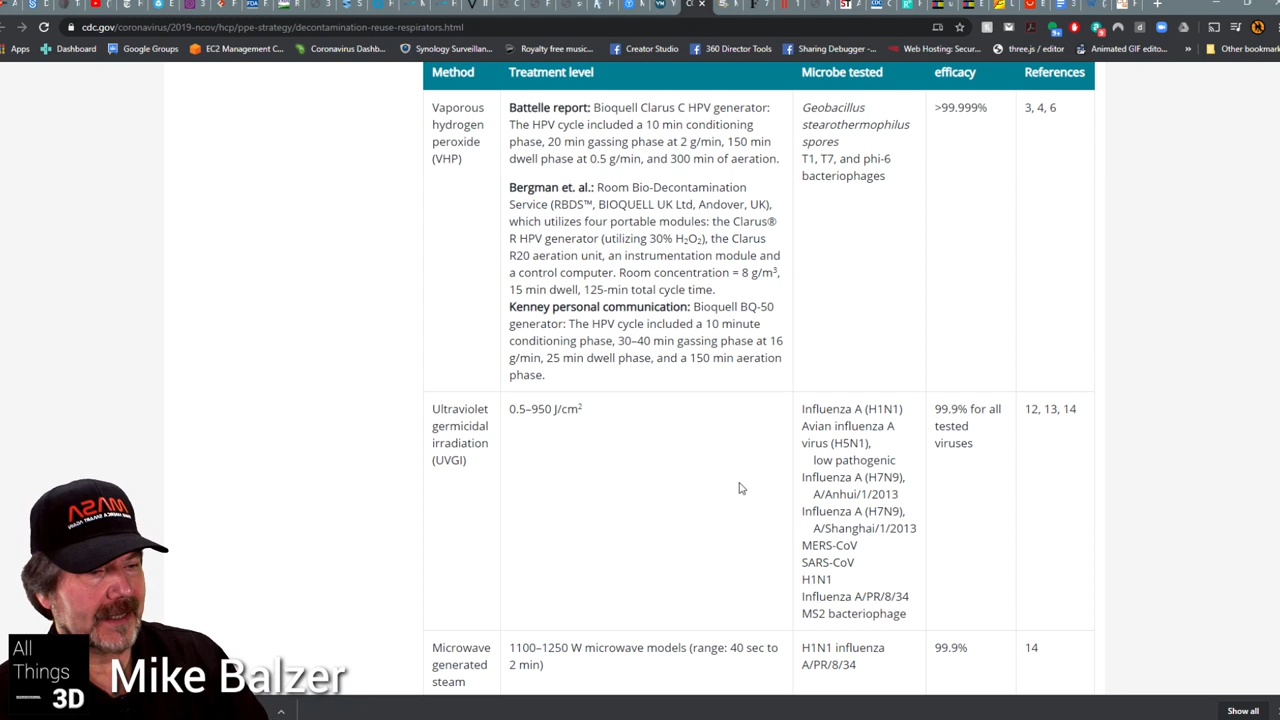 cdc.gov/coronavirus/2019-ncov/hcp/ppe-strategy/decontamination-reuse-respirators.html
Apps
Stocks
Google Groups
EC2 Management C...
Coronavirus Dashbo...
Synology Surveillan...
Royalty free music...
Creator Studio
360 Director Tools
Sharing Debugger -...
Web Hosting: Secur...
three.js / editor
Animated GIF edito...
»
Other bookmark
Method
Treatment level
Microbe tested
efficacy
References
Vaporous
hydrogen
peroxide
(VHP)
Battelle report: Bioquell Clarus C HPV generator:
The HPV cycle included a 10 min conditioning
phase, 20 min gassing phase at 2 g/min, 150 min
dwell phase at 0.5 g/min, and 300 min of aeration.
Bergman et. al.: Room Bio-Decontamination
Service (RBDS™, BIOQUELL UK Ltd, Andover, UK),
which utilizes four portable modules: the Clarus®
R HPV generator (utilizing 30% H₂O₂), the Clarus
R20 aeration unit, an instrumentation module and
a control computer. Room concentration = 8 g/m³,
15 min dwell, 125-min total cycle time.
Kenney personal communication: Bioquell BQ-50
generator: The HPV cycle included a 10 minute
conditioning phase, 30–40 min gassing phase at 16
g/min, 25 min dwell phase, and a 150 min aeration
phase.
Geobacillus
stearothermophilus
spores
T1, T7, and phi-6
bacteriophages
>99.999%
3, 4, 6
Ultraviolet
germicidal
irradiation
(UVGI)
0.5–950 J/cm²
Influenza A (H1N1)
Avian influenza A
virus (H5N1),
low pathogenic
Influenza A (H7N9),
A/Anhui/1/2013
Influenza A (H7N9),
A/Shanghai/1/2013
MERS-CoV
SARS-CoV
H1N1
Influenza A/PR/8/34
MS2 bacteriophage
99.9% for all
tested
viruses
12, 13, 14
Microwave
generated
steam
1100–1250 W microwave models (range: 40 sec to
2 min)
H1N1 influenza
A/PR/8/34
99.9%
14
MASA
MAKE AMERICA SMART AGAIN
All
Things
3D
Mike Balzer
Show all